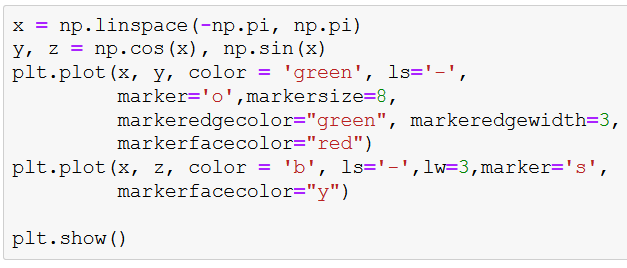 x = np.linspace(-np.pi, np.pi)
y, z = np.cos(x), np.sin(x)
plt.plot(x, y, color = 'green', ls='-',
         marker='o',markersize=8,
         markeredgecolor="green", markeredgewidth=3,
         markerfacecolor="red")
plt.plot(x, z, color = 'b', ls='-',lw=3,marker='s',
         markerfacecolor="y")
plt.show()